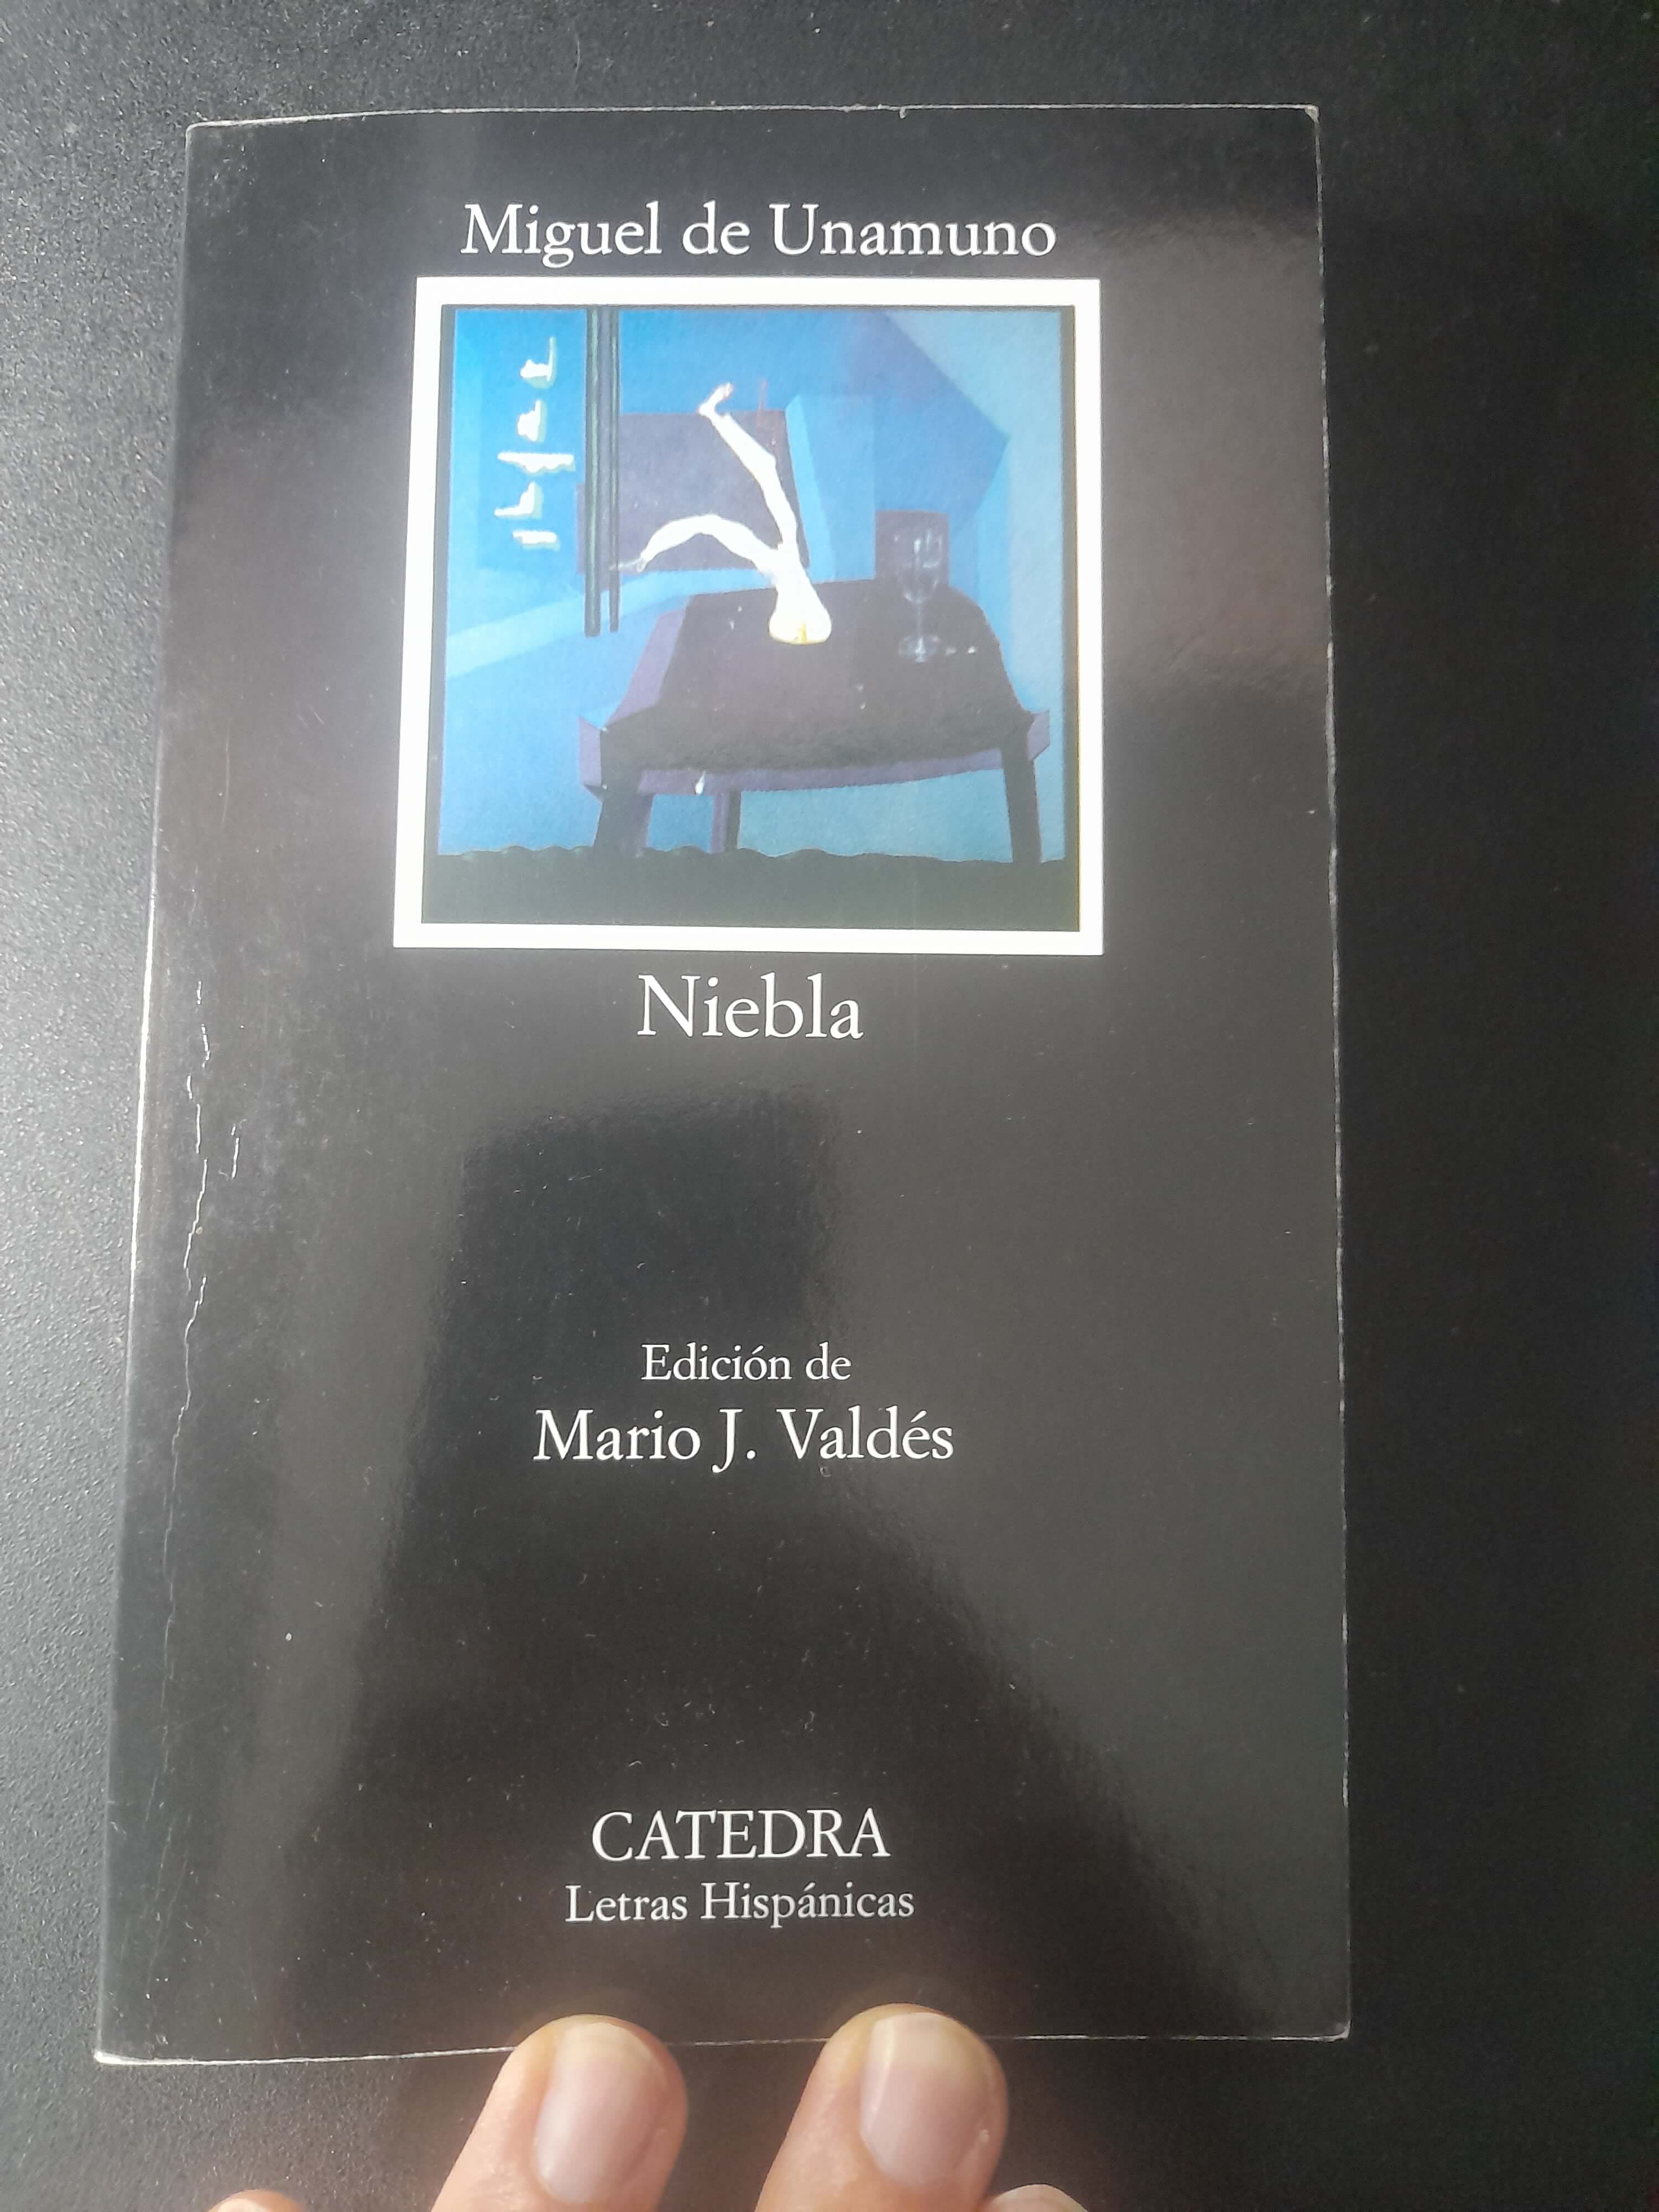 Miguel de Unamuno
Niebla
Edición de
Mario J. Valdés
CATEDRA
Letras Hispánicas